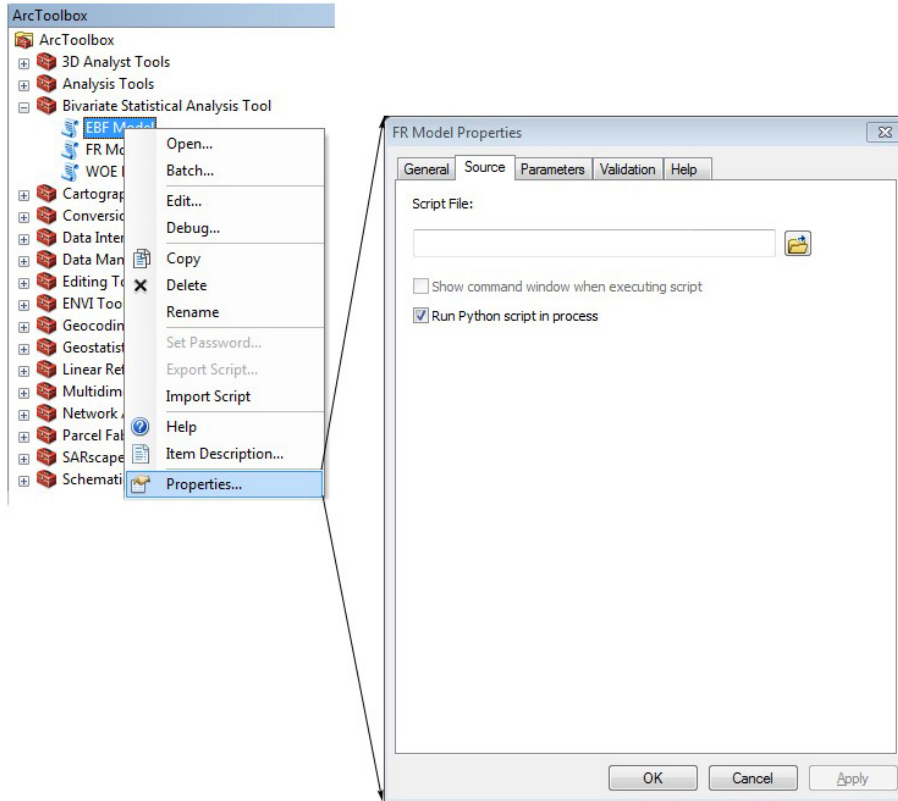 ArcToolbox
ArcToolbox
3D Analyst Tools
Analysis Tools
Bivariate Statistical Analysis Tool
EBF Model
FR Mo
WOE
Cartograp
Conversio
Data Inter
Data Man
Editing To
ENVI Too
Geocodin
Geostatist
Linear Ref
Multidim
Network
Parcel Fab
SARscape
Schemati
Open...
Batch...
Edit...
Debug...
Copy
Delete
Rename
Set Password...
Export Script...
Import Script
Help
Item Description...
Properties...
FR Model Properties
General Source Parameters Validation Help
Script File:
Show command window when executing script
Run Python script in process
OK Cancel Apply